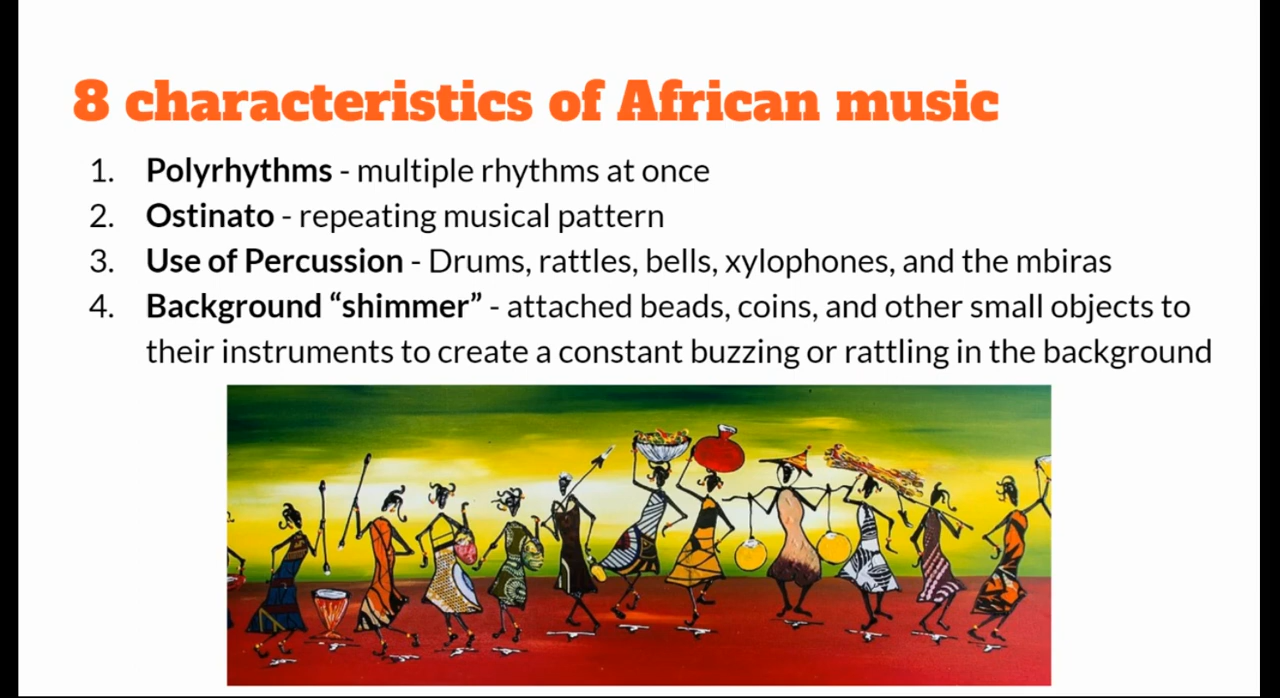 8 characteristics of African music
1. Polyrhythms - multiple rhythms at once
2. Ostinato - repeating musical pattern
3. Use of Percussion - Drums, rattles, bells, xylophones, and the mbiras
4. Background “shimmer” - attached beads, coins, and other small objects to
their instruments to create a constant buzzing or rattling in the background